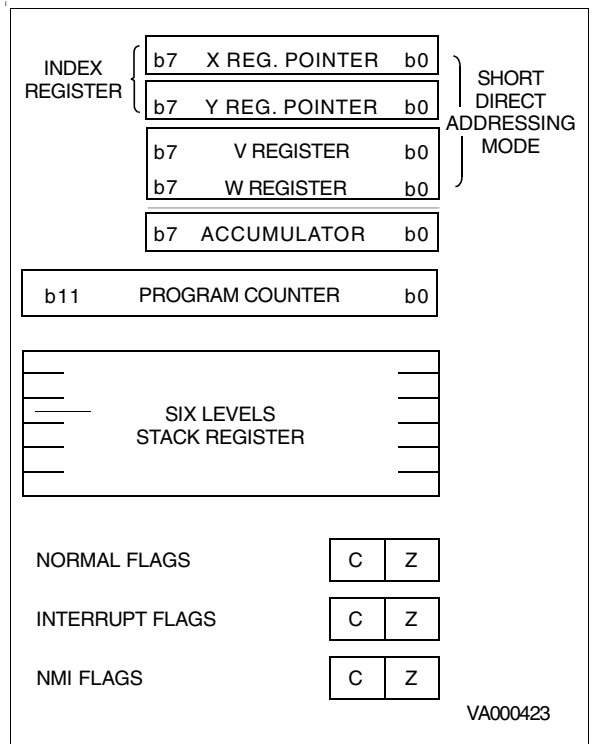 INDEX
REGISTER
b7 X REG. POINTER b0
b7 Y REG. POINTER b0
b7 V REGISTER b0
b7 W REGISTER b0
b7 ACCUMULATOR b0
SHORT
DIRECT
ADDRESSING
MODE
b11 PROGRAM COUNTER b0
SIX LEVELS
STACK REGISTER
NORMAL FLAGS C Z
INTERRUPT FLAGS C Z
NMI FLAGS C Z
VA000423